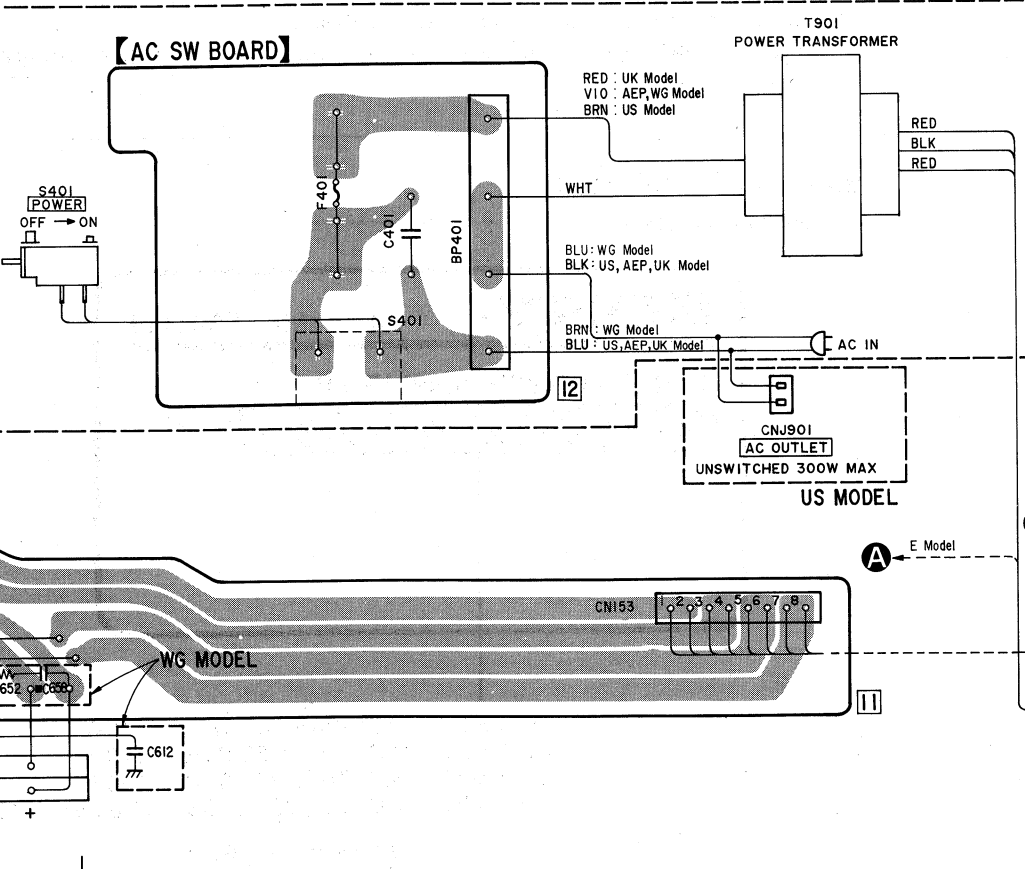 T901
POWER TRANSFORMER
【AC SW BOARD】
RED : UK Model
VIO : AEP,WG Model
BRN : US Model
RED
BLK
RED
S401
POWER
OFF → ON
F401
C401
BP401
WHT
BLU: WG Model
BLK: US, AEP, UK Model
S401
BRN : WG Model
BLU : US,AEP,UK Model
AC IN
12
CNJ901
AC OUTLET
UNSWITCHED 300W MAX
US MODEL
A
E Model
CN153
1 2 3 4 5 6 7 8
WG MODEL
652
C658
11
C612
+